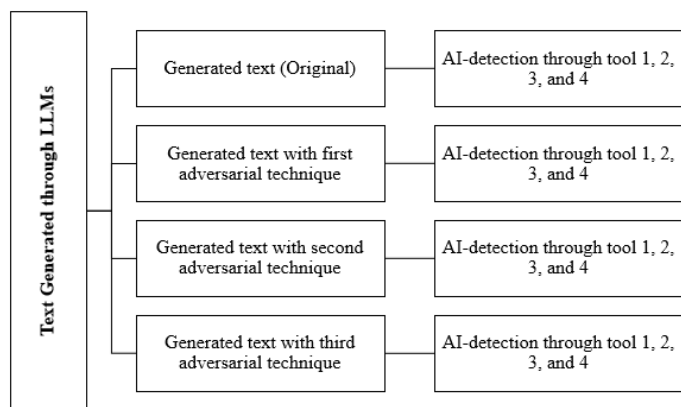 Text Generated through LLMs
Generated text (Original)
AI-detection through tool 1, 2,
3, and 4
Generated text with first
adversarial technique
AI-detection through tool 1, 2,
3, and 4
Generated text with second
adversarial technique
AI-detection through tool 1, 2,
3, and 4
Generated text with third
adversarial technique
AI-detection through tool 1, 2,
3, and 4